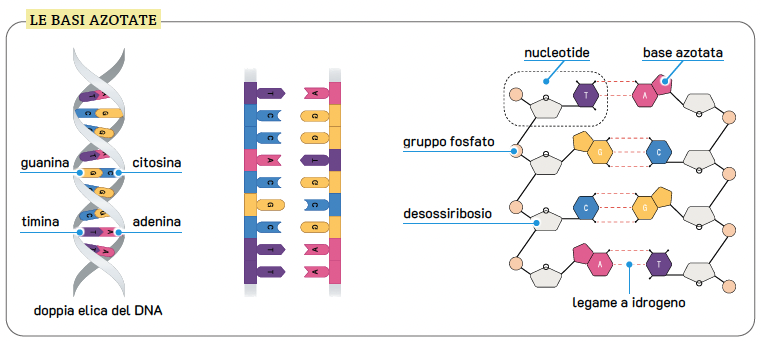 LE BASI AZOTATE
nucleotide
base azotata
gruppo fosfato
desossiribosio
legame a idrogeno
guanina
citosina
timina
adenina
doppia elica del DNA
C G
G C
T A
T A
C G
C G
A T
C G
G C
C G
T A
T A
T A
G C
C G
A T